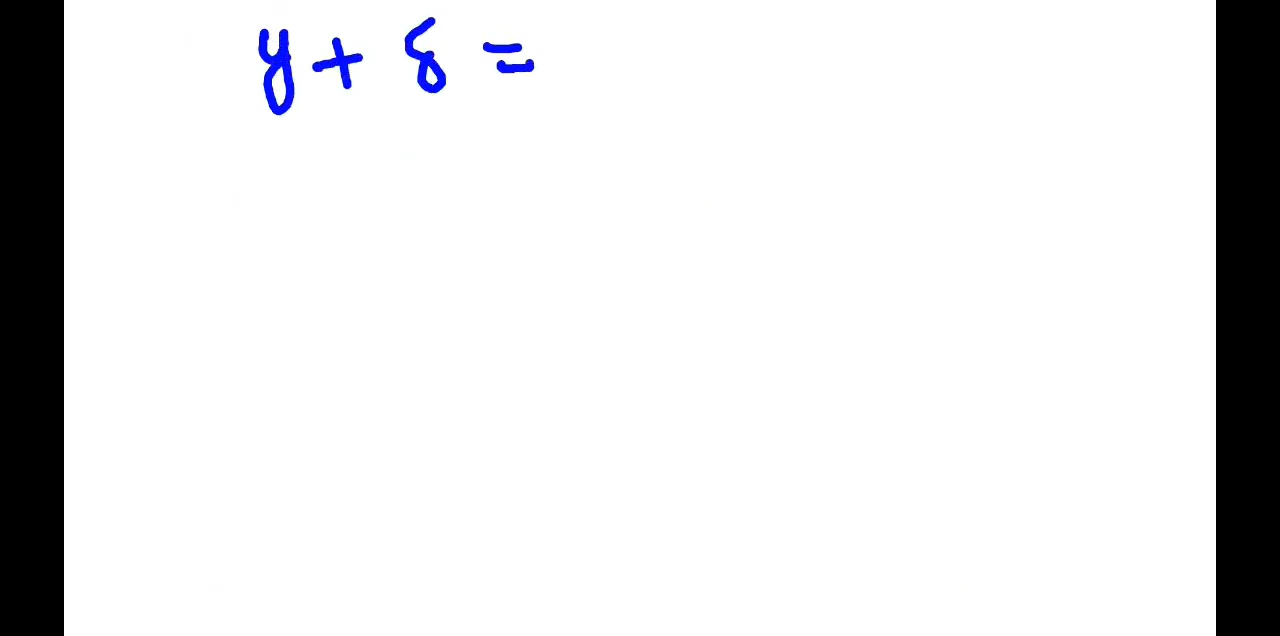 y + 8 =